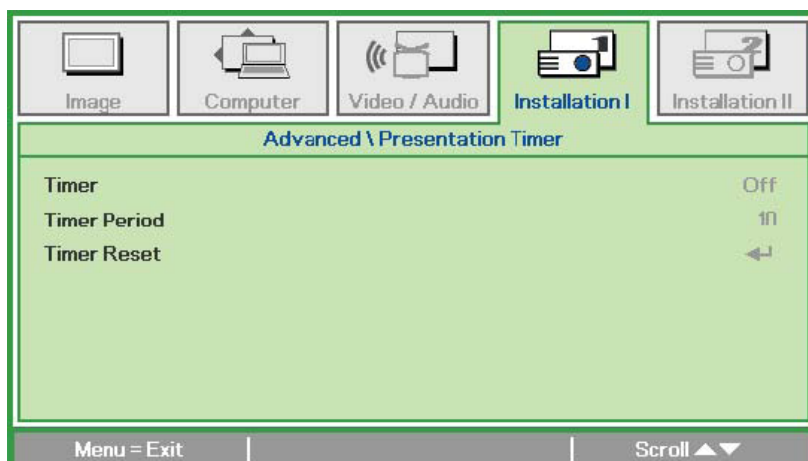 Image Computer Video / Audio Installation I Installation II
Advanced \ Presentation Timer
Timer Off
Timer Period 10
Timer Reset
Menu = Exit Scroll ▲▼